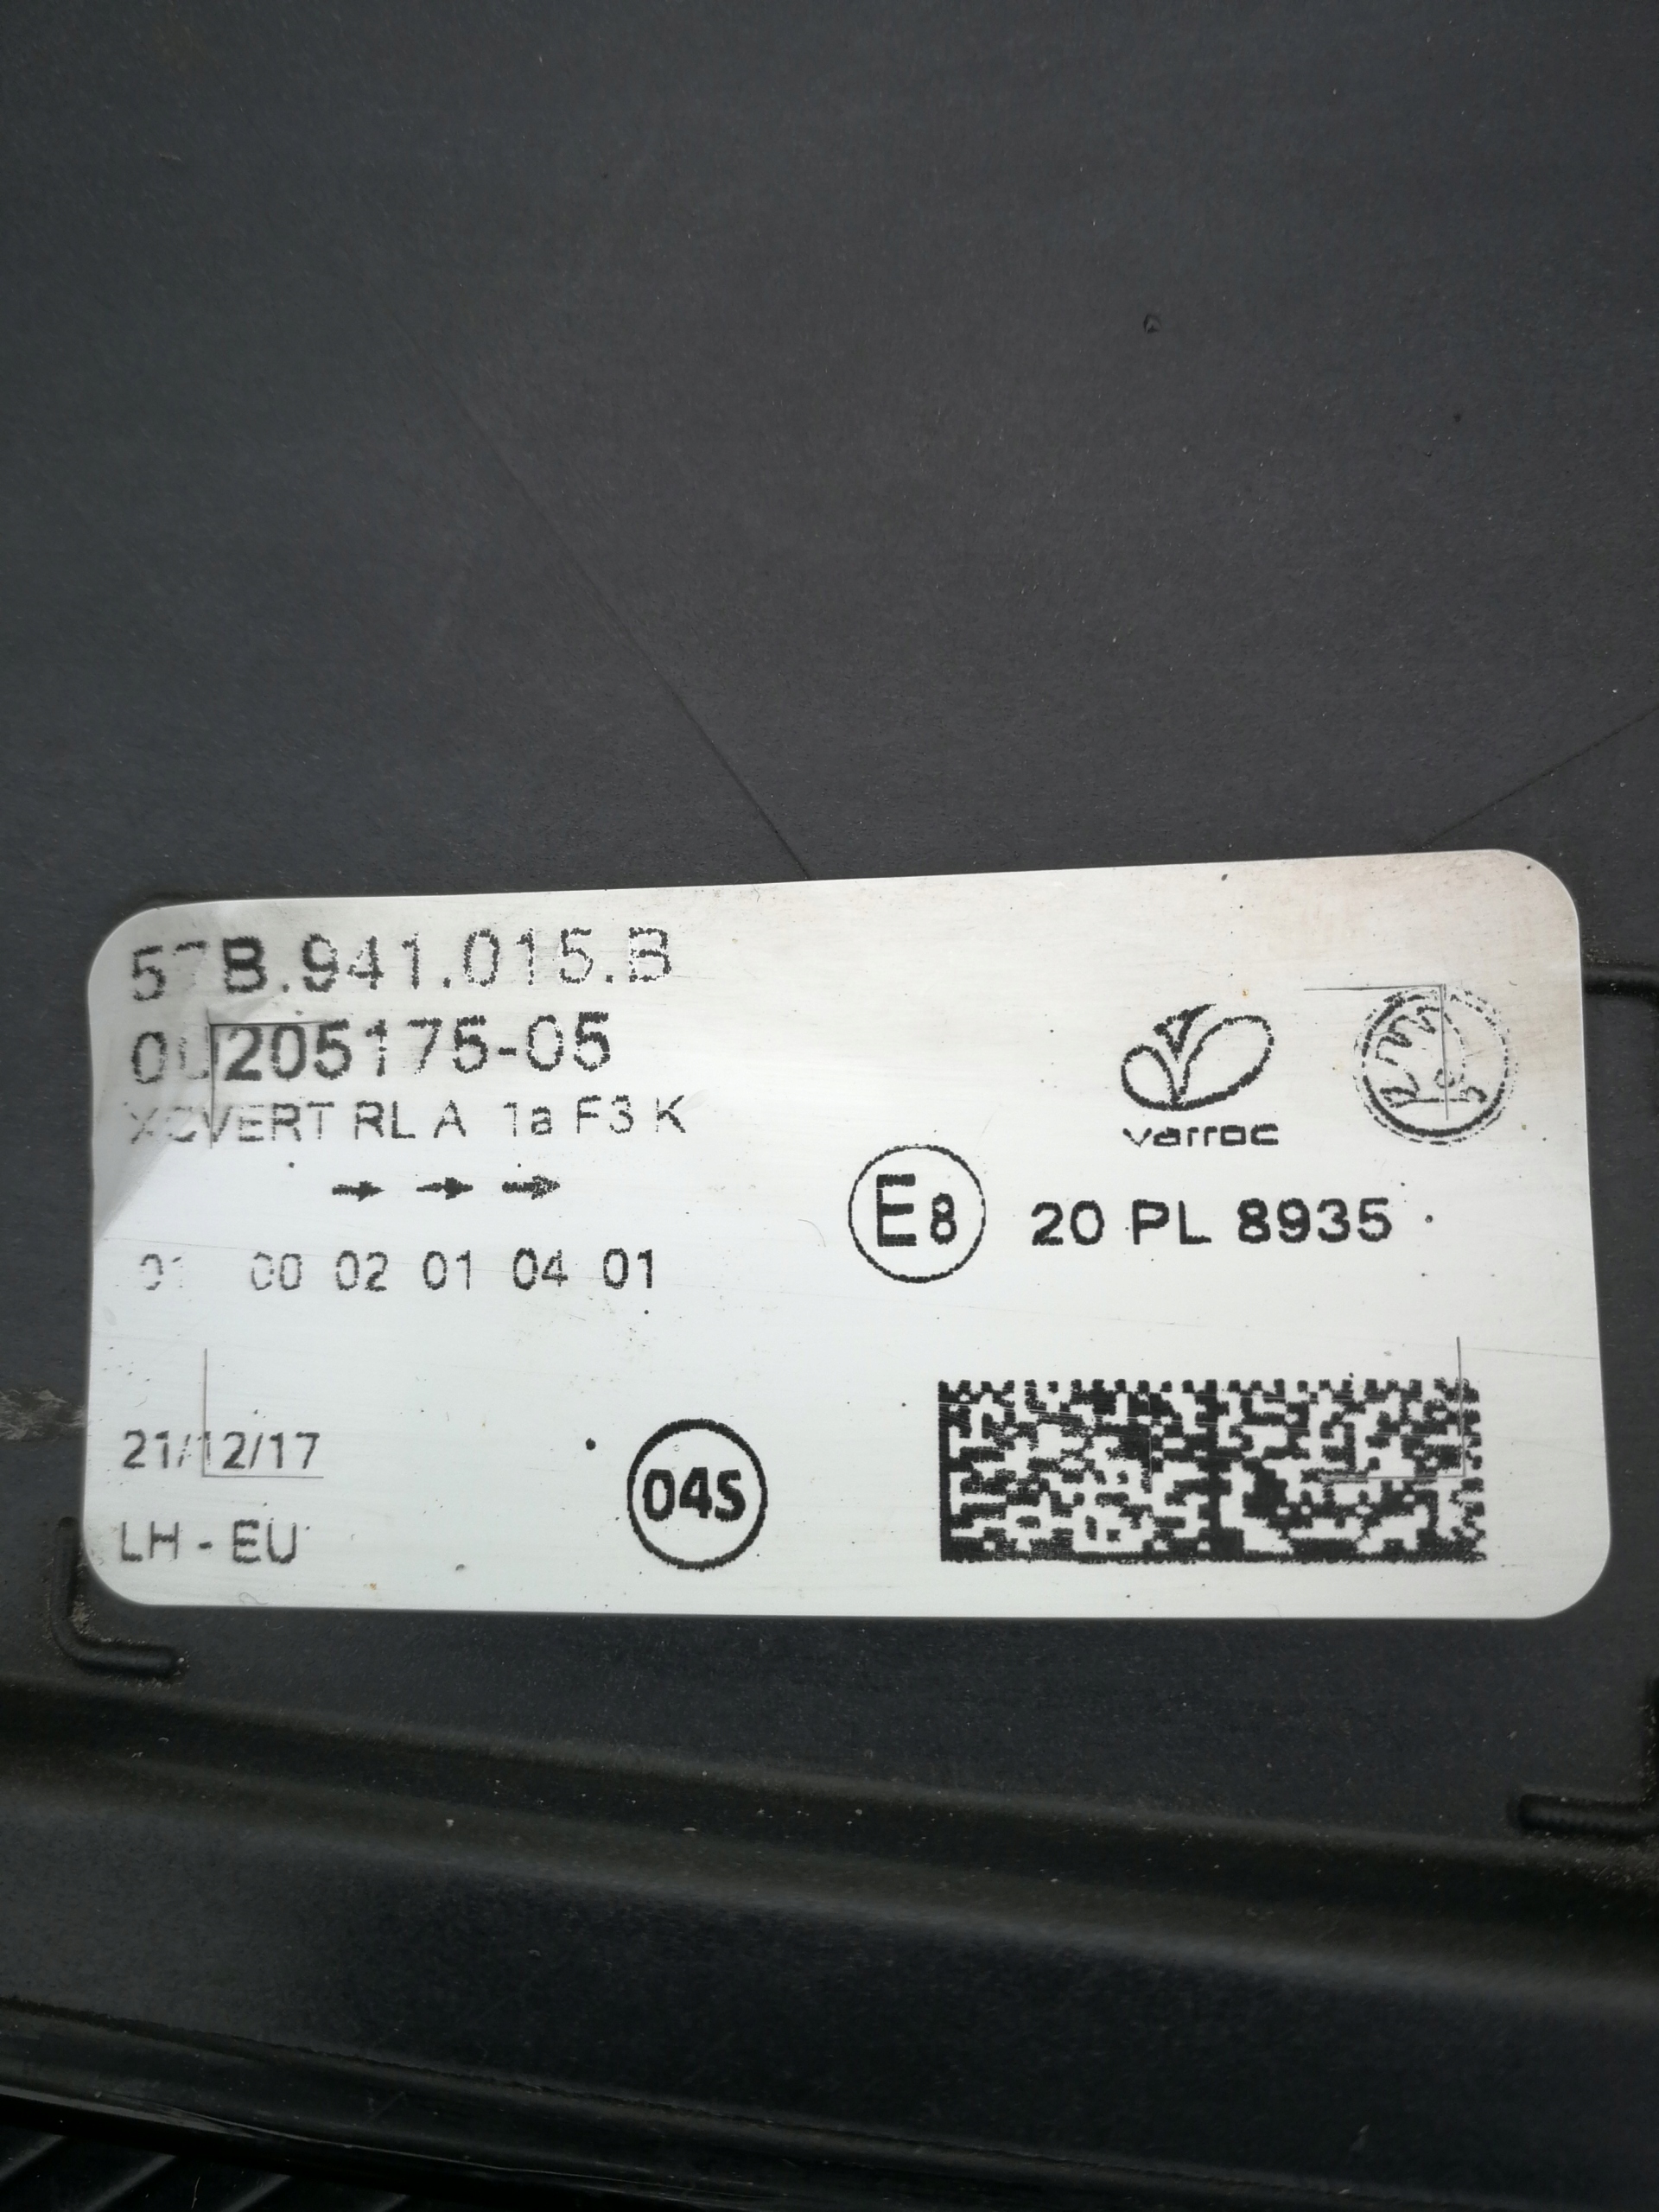 57B.941.015.B
00205175-05
XCVERT RL A 1a F3 K
01 00 02 01 04 01
varroc
E8 20 PL 8935
21/12/17
LH - EU
04S